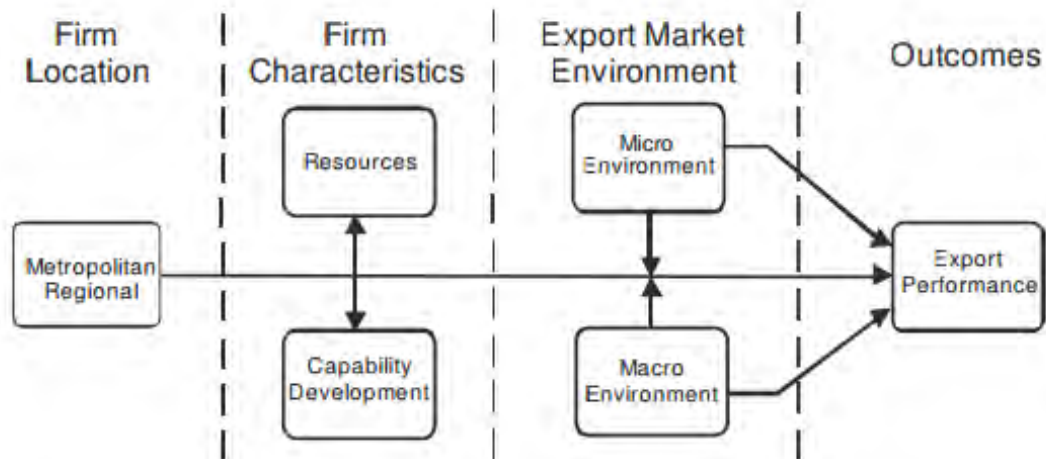 Firm
Location
Firm
Characteristics
Export Market
Environment
Outcomes
Resources
Micro
Environment
Metropolitan
Regional
Export
Performance
Capability
Development
Macro
Environment